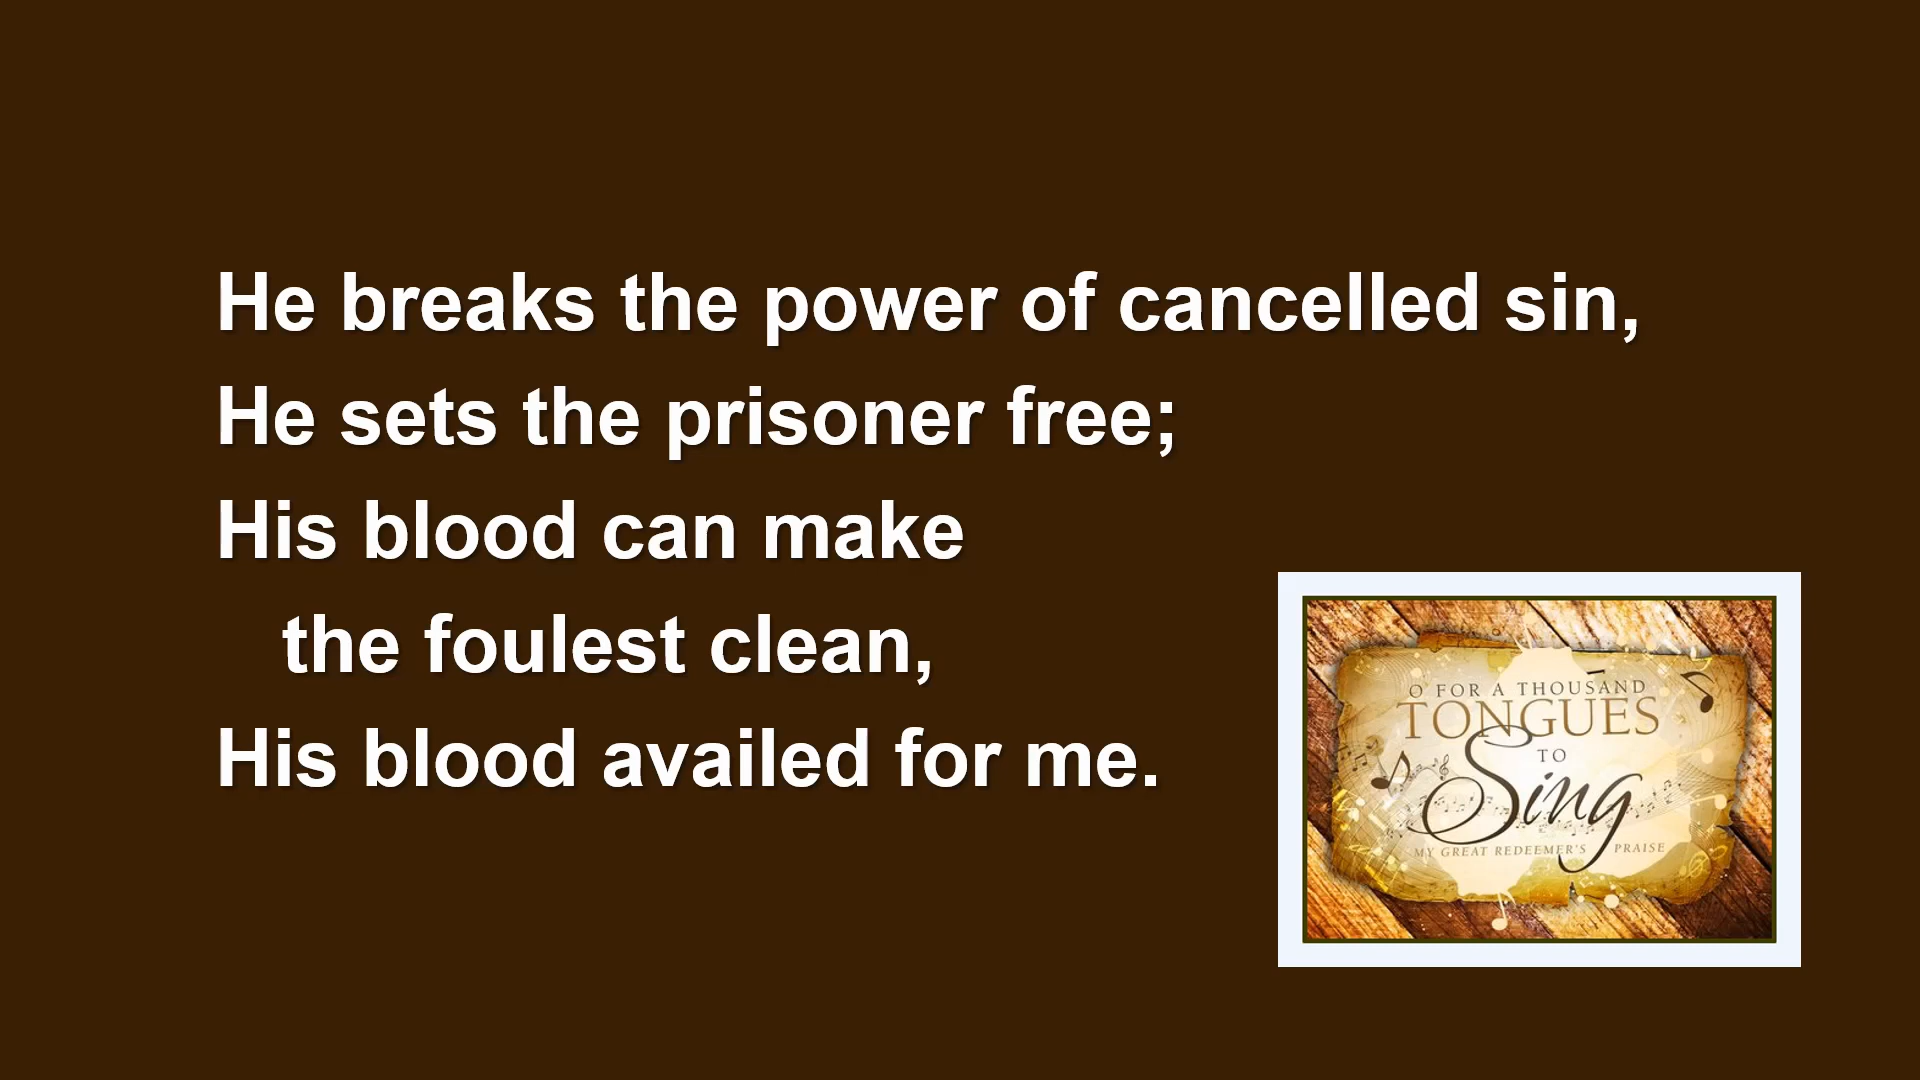 He breaks the power of cancelled sin,
He sets the prisoner free;
His blood can make
the foulest clean,
His blood availed for me.
O FOR A THOUSAND
TONGUES
TO
Sing
MY GREAT REDEEMER'S PRAISE